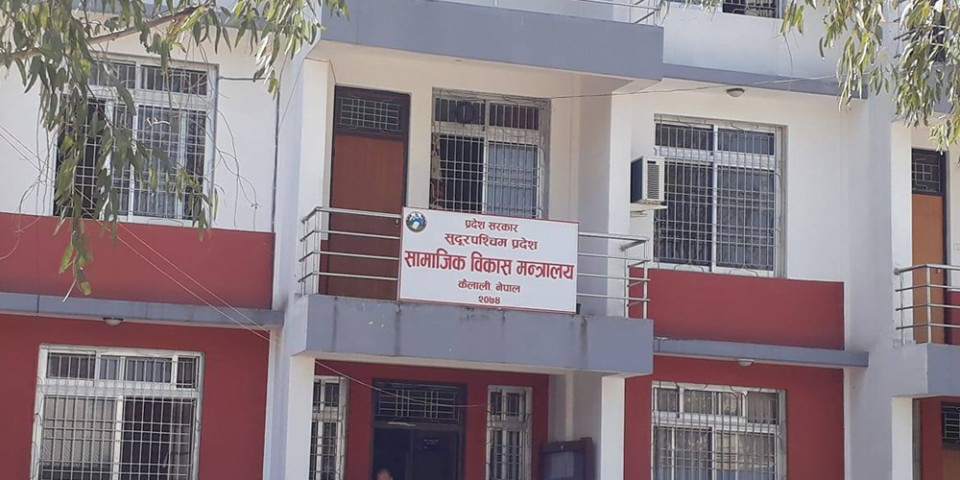 प्रदेश सरकार
सुदूरपश्चिम प्रदेश
सामाजिक विकास मन्त्रालय
कैलाली, नेपाल
२०७४